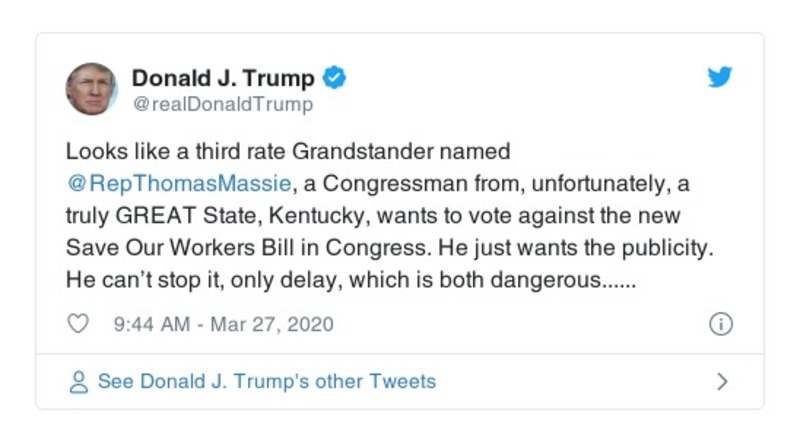 Donald J. Trump
@realDonaldTrump
Looks like a third rate Grandstander named
@RepThomasMassie, a Congressman from, unfortunately, a
truly GREAT State, Kentucky, wants to vote against the new
Save Our Workers Bill in Congress. He just wants the publicity.
He can’t stop it, only delay, which is both dangerous......
9:44 AM - Mar 27, 2020
See Donald J. Trump's other Tweets